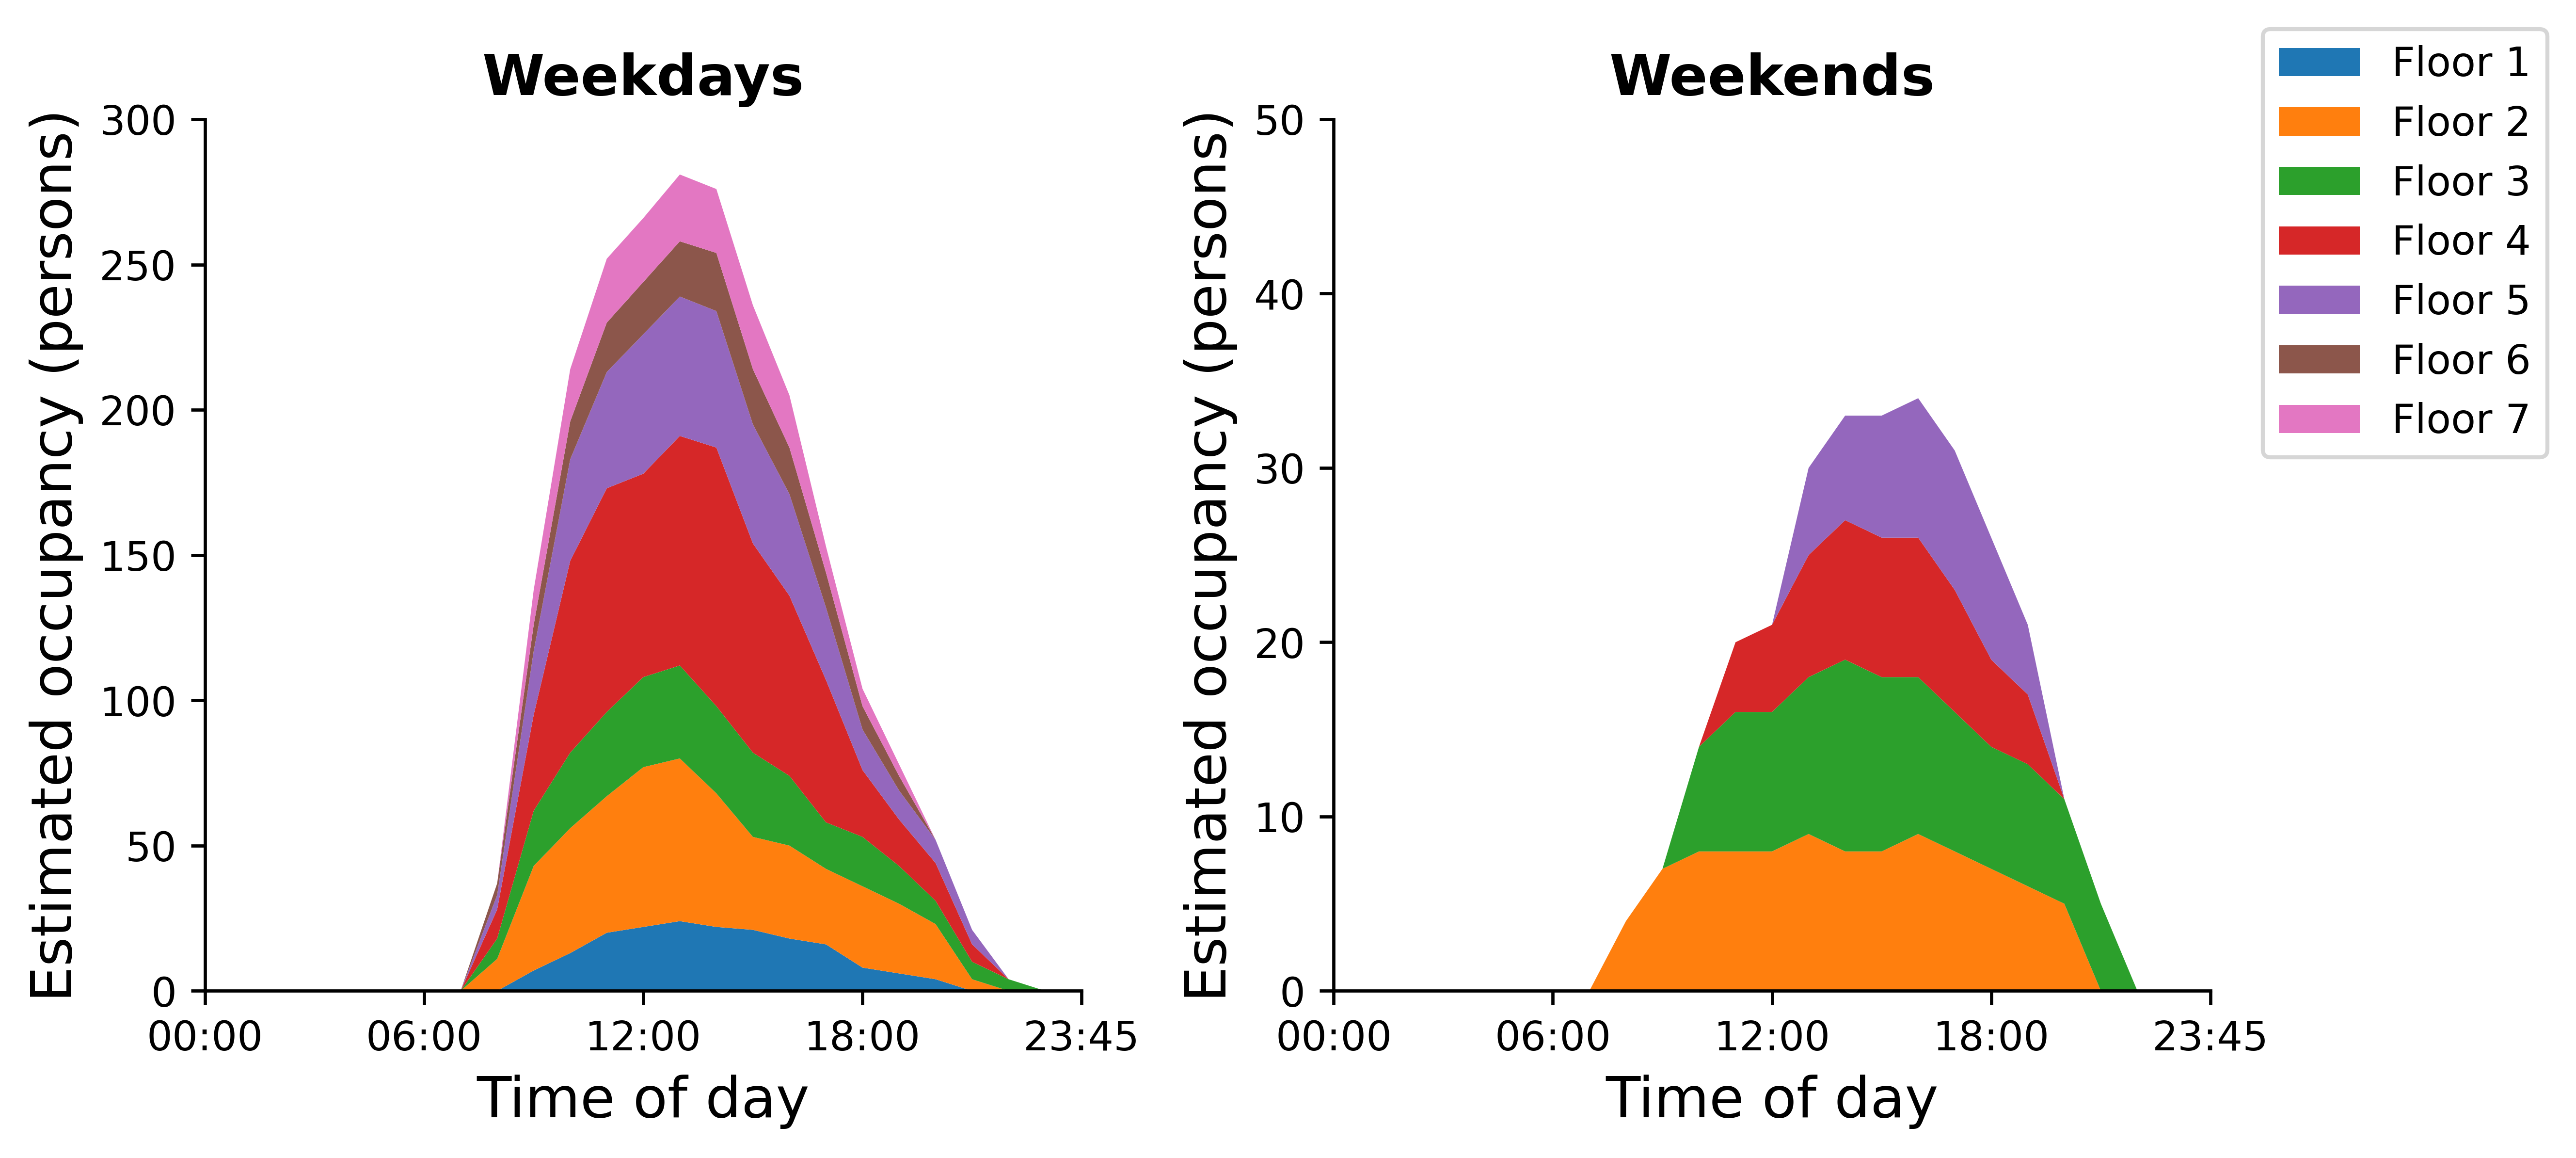 Weekdays
Estimated occupancy (persons)
300
250
200
150
100
50
0
00:00 06:00 12:00 18:00 23:45
Time of day
Weekends
Estimated occupancy (persons)
50
40
30
20
10
0
00:00 06:00 12:00 18:00 23:45
Time of day
Floor 1
Floor 2
Floor 3
Floor 4
Floor 5
Floor 6
Floor 7